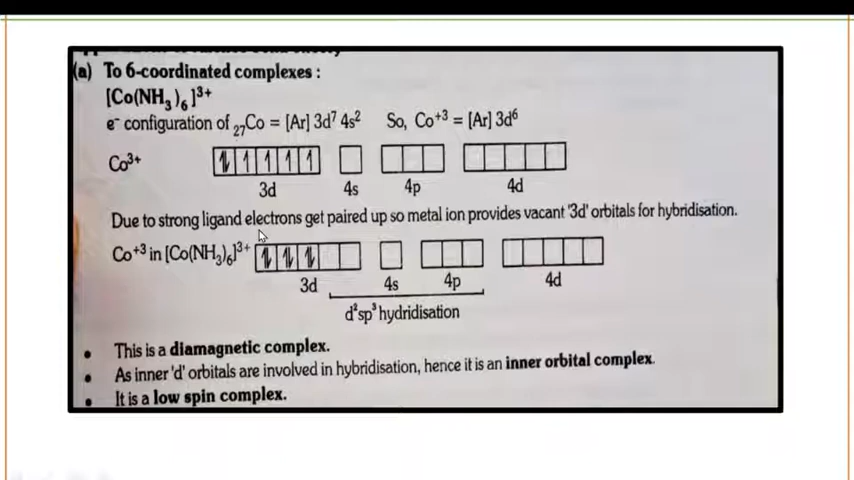 (a) To 6-coordinated complexes :
[Co(NH₃)₆]³⁺
e⁻ configuration of ₂₇Co = [Ar] 3d⁷ 4s² So, Co⁺³ = [Ar] 3d⁶
Co³⁺
3d 4s 4p 4d
Due to strong ligand electrons get paired up so metal ion provides vacant '3d' orbitals for hybridisation.
Co⁺³ in [Co(NH₃)₆]³⁺
3d 4s 4p 4d
d²sp³ hydridisation
• This is a diamagnetic complex.
• As inner 'd' orbitals are involved in hybridisation, hence it is an inner orbital complex.
• It is a low spin complex.